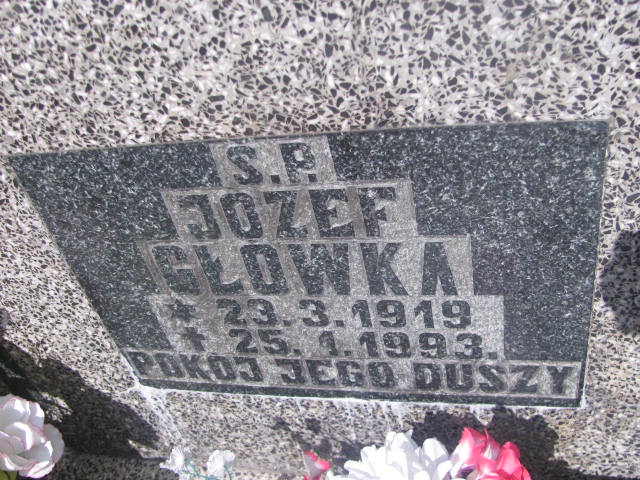 S.P.
JOZEF
GŁOWKA
* 23.3.1919
† 25.1.1993.
POKOJ JEGO DUSZY